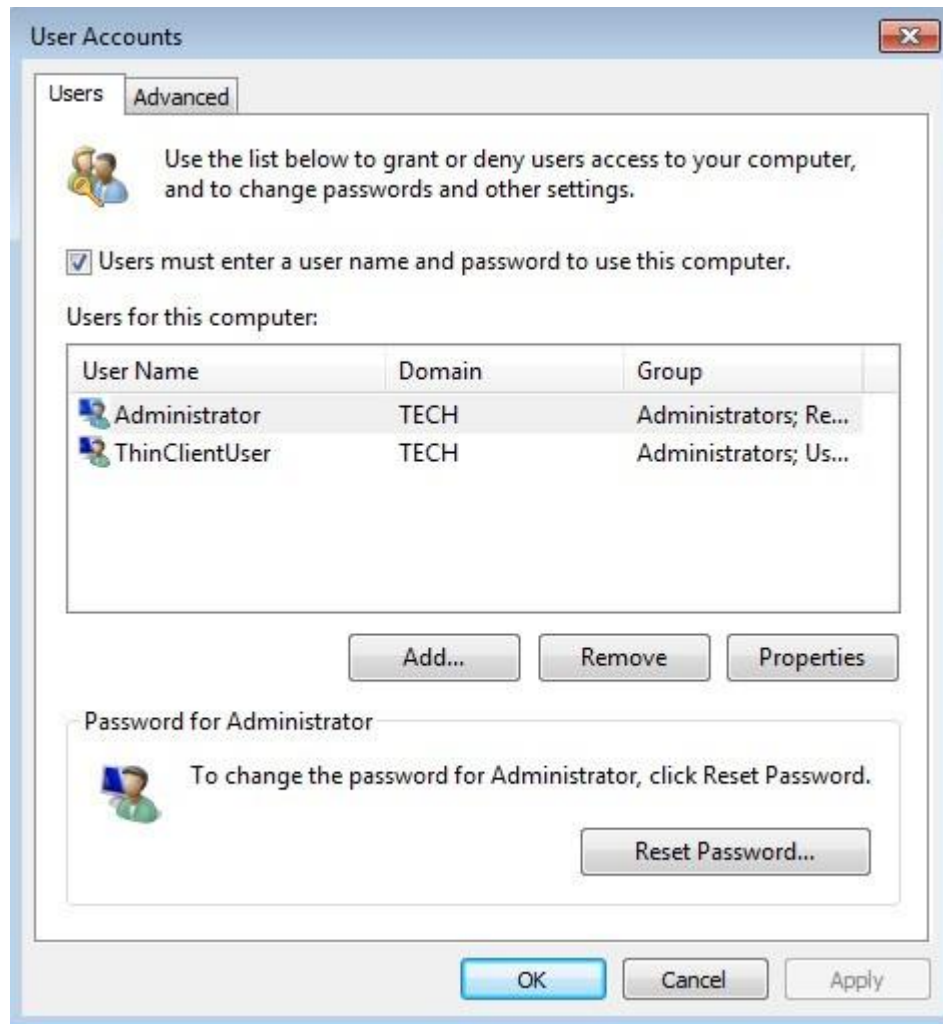 User Accounts
Users Advanced
Use the list below to grant or deny users access to your computer,
and to change passwords and other settings.
Users must enter a user name and password to use this computer.
Users for this computer:
User Name Domain Group
Administrator TECH Administrators; Re...
ThinClientUser TECH Administrators; Us...
Add... Remove Properties
Password for Administrator
To change the password for Administrator, click Reset Password.
Reset Password...
OK Cancel Apply